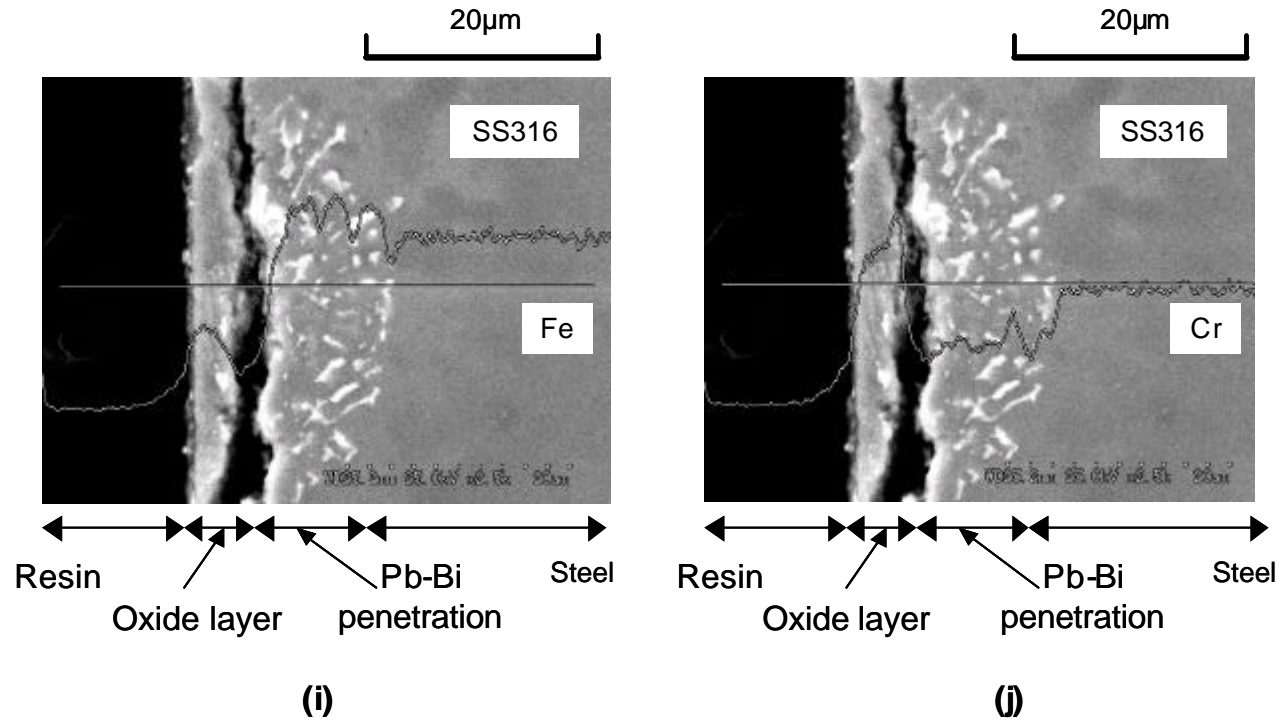 20µm
20µm
SS316
SS316
Fe
Cr
Resin
Pb-Bi
Steel
Resin
Pb-Bi
Steel
Oxide layer
penetration
Oxide layer
penetration
(i)
(j)